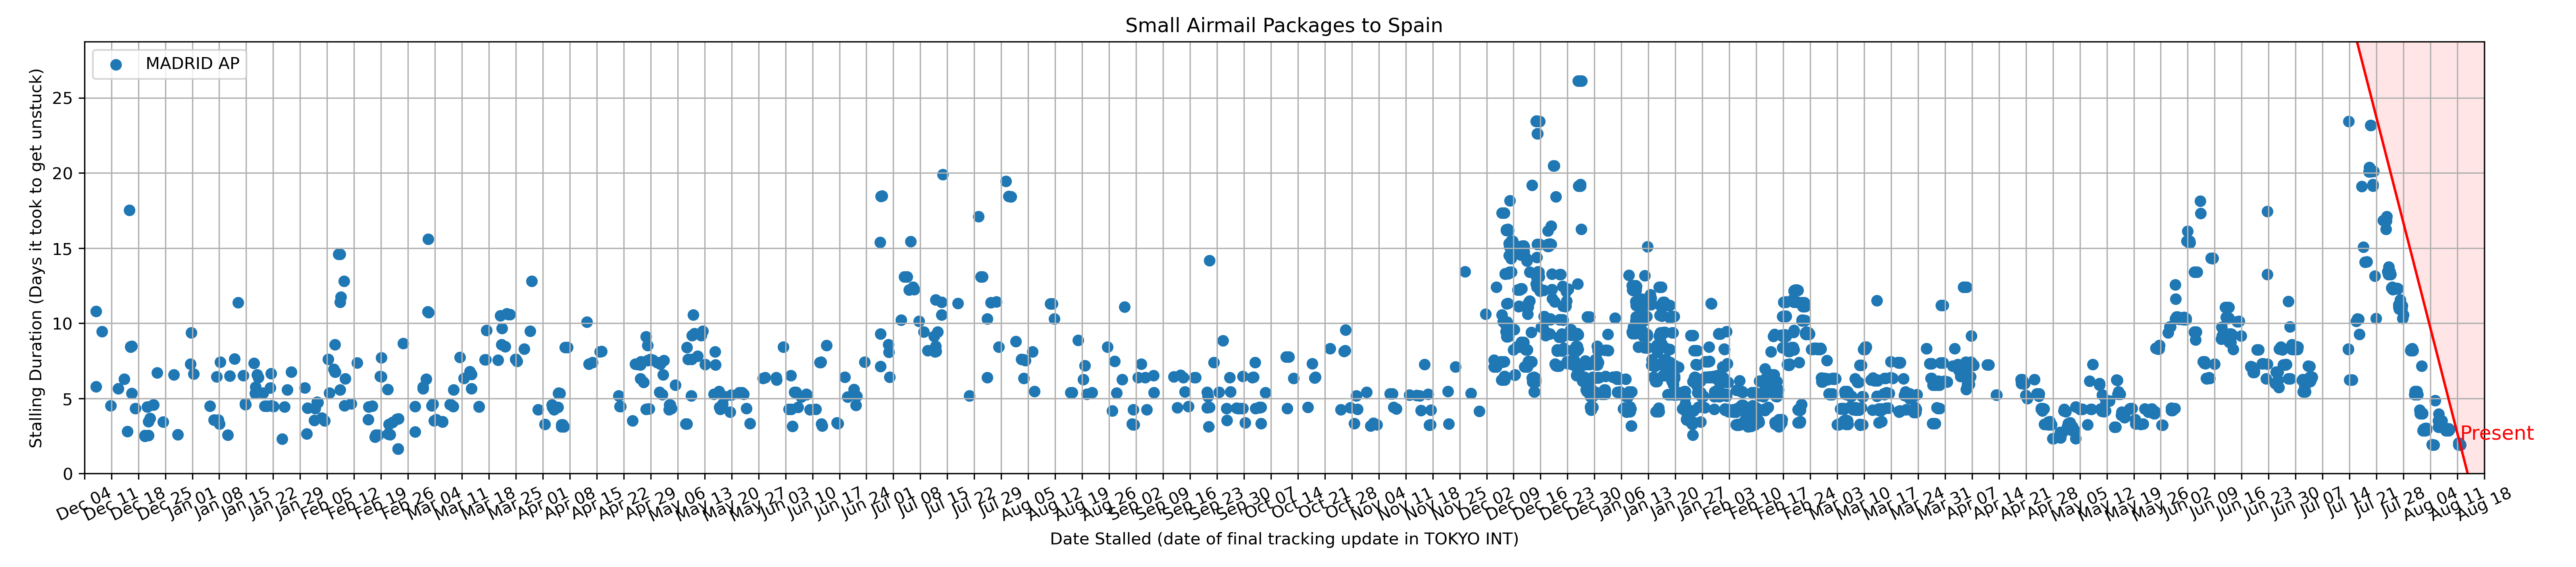 Small Airmail Packages to Spain
MADRID AP
Stalling Duration (Days it took to get unstuck)
25
20
15
10
5
0
Present
Dec 04 Dec 11 Dec 18 Dec 25 Jan 01 Jan 08 Jan 15 Jan 22 Jan 29 Feb 05 Feb 12 Feb 19 Feb 26 Mar 04 Mar 11 Mar 18 Mar 25 Apr 01 Apr 08 Apr 15 Apr 22 Apr 29 May 06 May 13 May 20 May 27 Jun 03 Jun 10 Jun 17 Jun 24 Jul 01 Jul 08 Jul 15 Jul 22 Jul 29 Aug 05 Aug 12 Aug 19 Aug 26 Sep 02 Sep 09 Sep 16 Sep 23 Sep 30 Oct 07 Oct 14 Oct 21 Oct 28 Nov 04 Nov 11 Nov 18 Nov 25 Dec 02 Dec 09 Dec 16 Dec 23 Dec 30 Jan 06 Jan 13 Jan 20 Jan 27 Feb 03 Feb 10 Feb 17 Feb 24 Mar 03 Mar 10 Mar 17 Mar 24 Mar 31 Apr 07 Apr 14 Apr 21 Apr 28 May 05 May 12 May 19 May 26 Jun 02 Jun 09 Jun 16 Jun 23 Jun 30 Jul 07 Jul 14 Jul 21 Jul 28 Aug 04 Aug 11 Aug 18
Date Stalled (date of final tracking update in TOKYO INT)